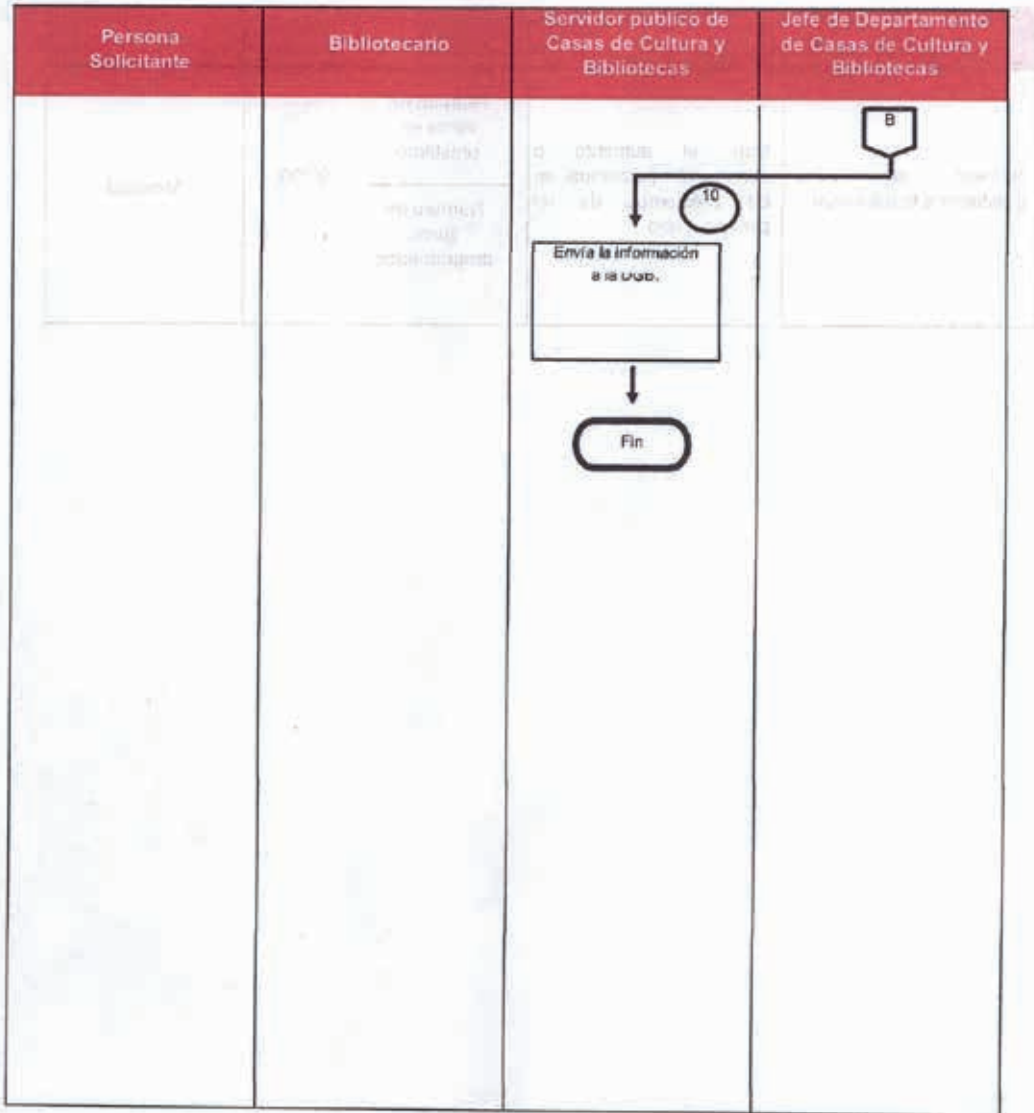 Persona
Solicitante
Bibliotecario
Servidor público de
Casas de Cultura y
Bibliotecas
Jefe de Departamento
de Casas de Cultura y
Bibliotecas
B
10
Envía la información
a la DGB.
Fin